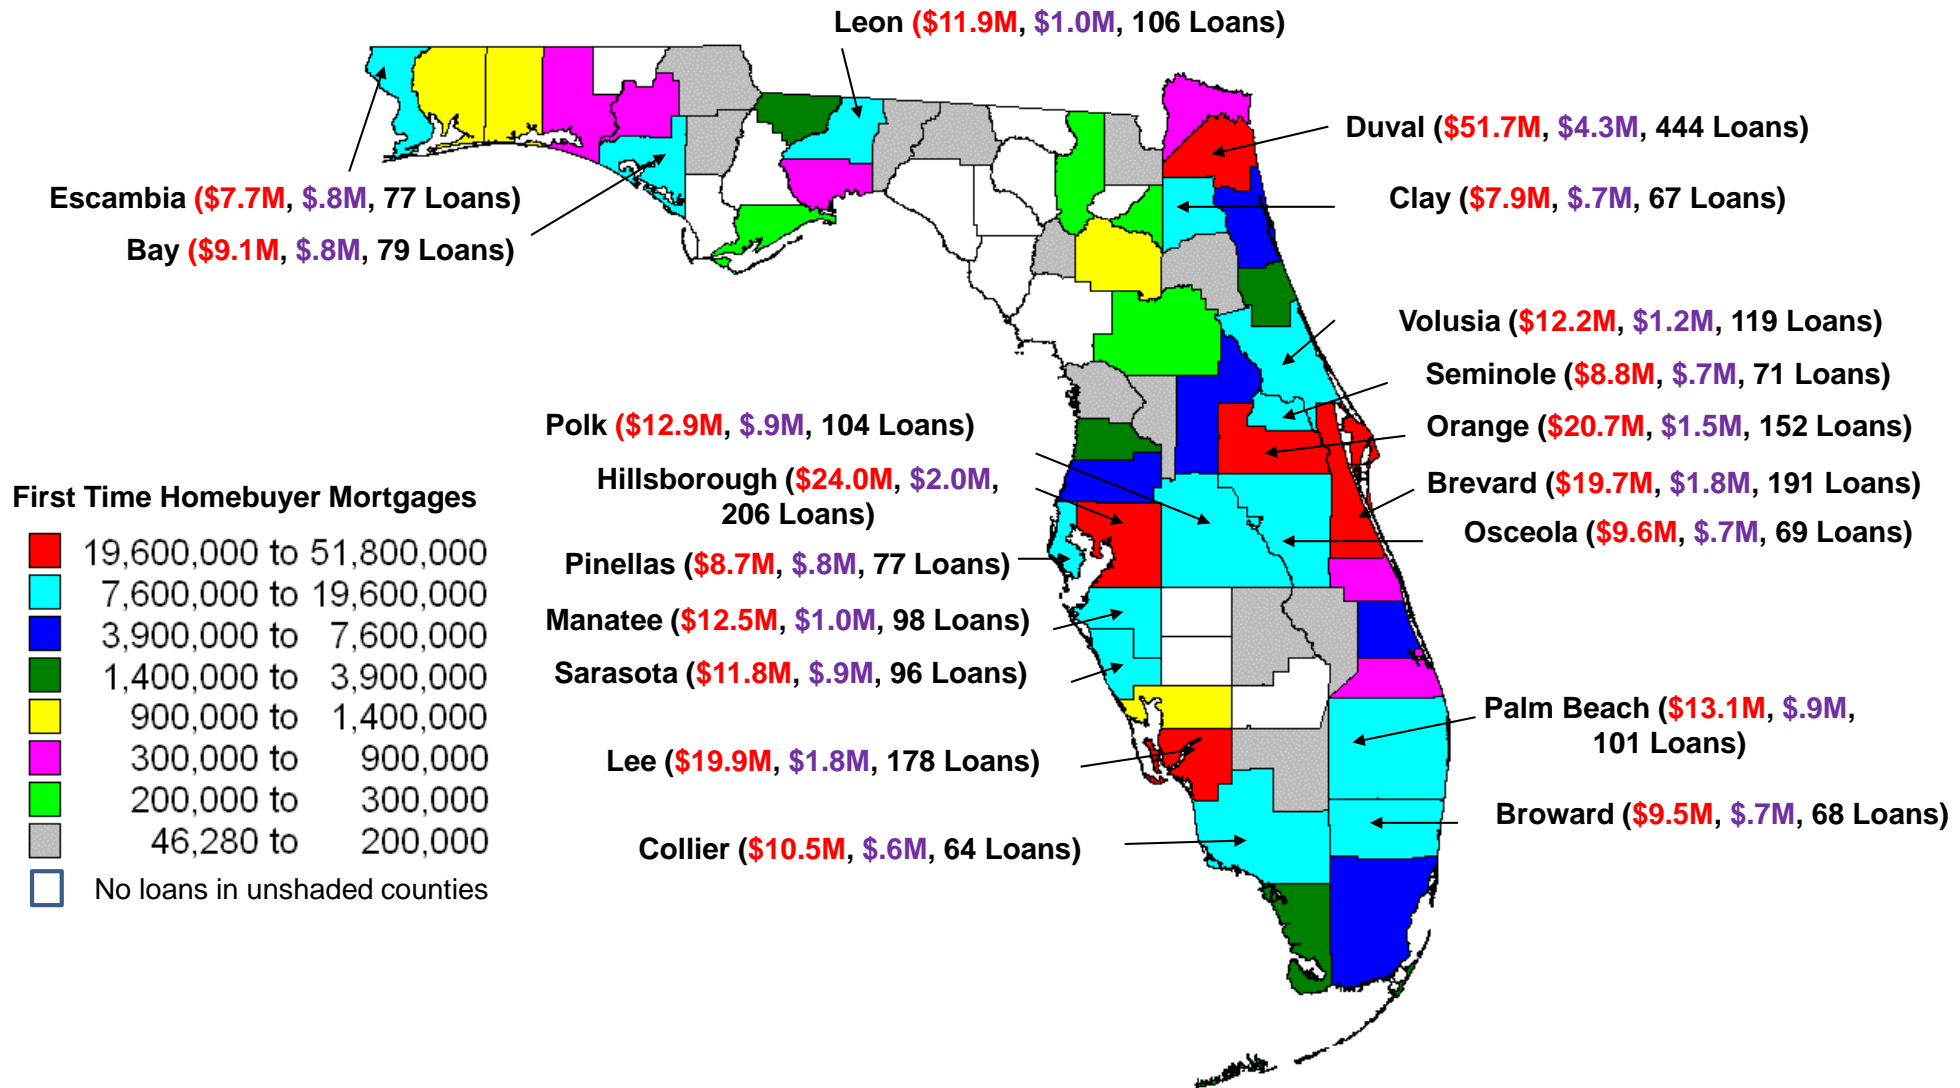 Leon ($11.9M, $1.0M, 106 Loans)
Duval ($51.7M, $4.3M, 444 Loans)
Escambia ($7.7M, $.8M, 77 Loans)
Clay ($7.9M, $.7M, 67 Loans)
Bay ($9.1M, $.8M, 79 Loans)
Volusia ($12.2M, $1.2M, 119 Loans)
Seminole ($8.8M, $.7M, 71 Loans)
Polk ($12.9M, $.9M, 104 Loans)
Orange ($20.7M, $1.5M, 152 Loans)
Hillsborough ($24.0M, $2.0M,
206 Loans)
Brevard ($19.7M, $1.8M, 191 Loans)
Osceola ($9.6M, $.7M, 69 Loans)
Pinellas ($8.7M, $.8M, 77 Loans)
Manatee ($12.5M, $1.0M, 98 Loans)
Sarasota ($11.8M, $.9M, 96 Loans)
Palm Beach ($13.1M, $.9M,
101 Loans)
Lee ($19.9M, $1.8M, 178 Loans)
Broward ($9.5M, $.7M, 68 Loans)
Collier ($10.5M, $.6M, 64 Loans)
First Time Homebuyer Mortgages
19,600,000 to 51,800,000
7,600,000 to 19,600,000
3,900,000 to 7,600,000
1,400,000 to 3,900,000
900,000 to 1,400,000
300,000 to 900,000
200,000 to 300,000
46,280 to 200,000
No loans in unshaded counties